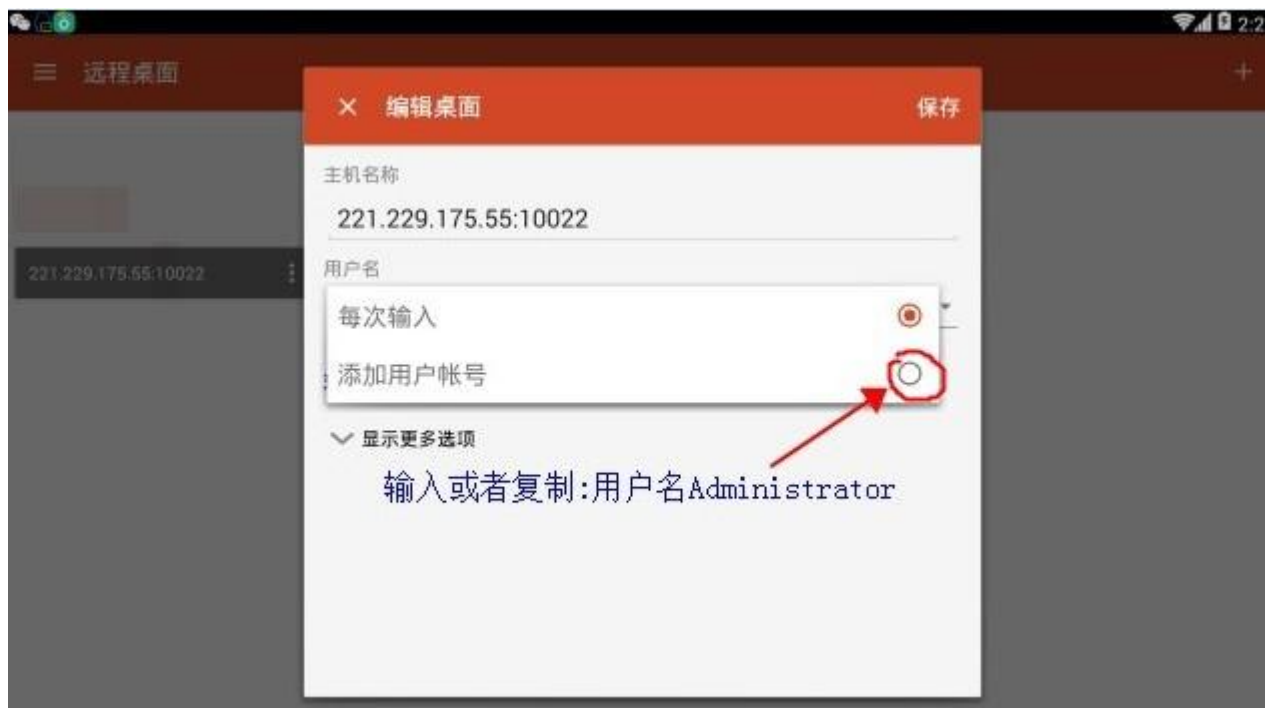 2:2
远程桌面
+
× 编辑桌面 保存
主机名称
221.229.175.55:10022
221.229.175.55:10022
用户名
每次输入
添加用户帐号
显示更多选项
输入或者复制:用户名Administrator